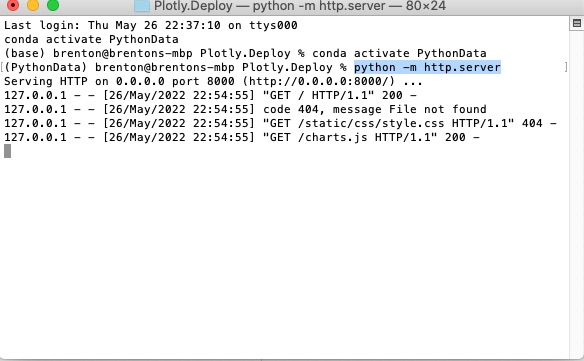 Plotly.Deploy — python -m http.server — 80×24
Last login: Thu May 26 22:37:10 on ttys000
conda activate PythonData
(base) brenton@brentons-mbp Plotly.Deploy % conda activate PythonData
[(PythonData) brenton@brentons-mbp Plotly.Deploy % python -m http.server ]
Serving HTTP on 0.0.0.0 port 8000 (http://0.0.0.0:8000/) ...
127.0.0.1 - - [26/May/2022 22:54:55] "GET / HTTP/1.1" 200 -
127.0.0.1 - - [26/May/2022 22:54:55] code 404, message File not found
127.0.0.1 - - [26/May/2022 22:54:55] "GET /static/css/style.css HTTP/1.1" 404 -
127.0.0.1 - - [26/May/2022 22:54:55] "GET /charts.js HTTP/1.1" 200 -